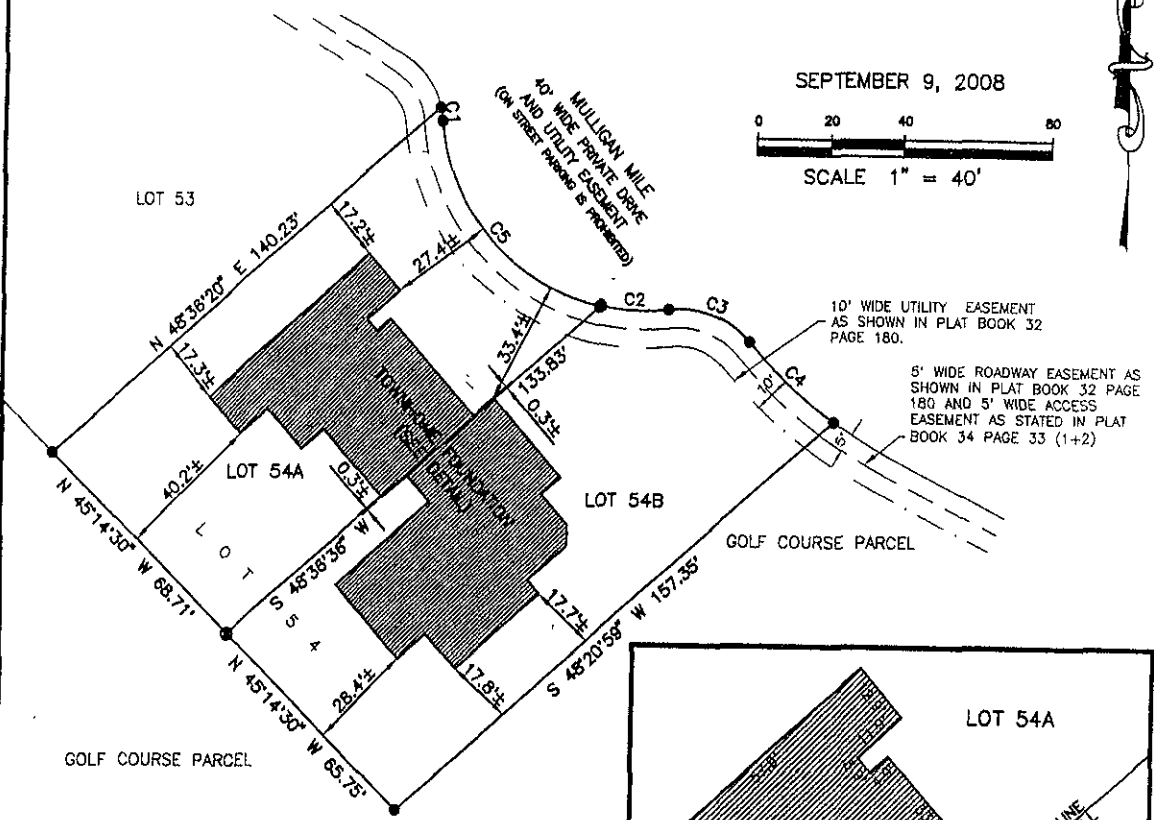 SEPTEMBER 9, 2008
0 20 40 80
SCALE 1" = 40'
MULLIGAN MILE
40' WIDE PRIVATE DRIVE
AND UTILITY EASEMENT
(ON STREET PARKING IS PROHIBITED)
C1
LOT 53
N 48°38'20" E 140.23'
17.2'±
27.4'±
C5
C2
C3
C4
10' WIDE UTILITY EASEMENT
AS SHOWN IN PLAT BOOK 32
PAGE 180.
5' WIDE ROADWAY EASEMENT AS
SHOWN IN PLAT BOOK 32 PAGE
180 AND 5' WIDE ACCESS
EASEMENT AS STATED IN PLAT
BOOK 34 PAGE 33 (1+2)
17.3'±
33.4'±
133.83'
10'
5'
0.3'±
TOWNHOME FOUNDATION
(SEE DETAIL)
40.2'±
LOT 54A
0.3'±
LOT 54B
GOLF COURSE PARCEL
N 45°14'30" W 68.71'
LOT 54
S 48°38'36" W
17.7'±
S 48°20'59" W 157.35'
28.4'±
17.8'±
N 45°14'30" W 65.75'
GOLF COURSE PARCEL
LOT 54A
LINE